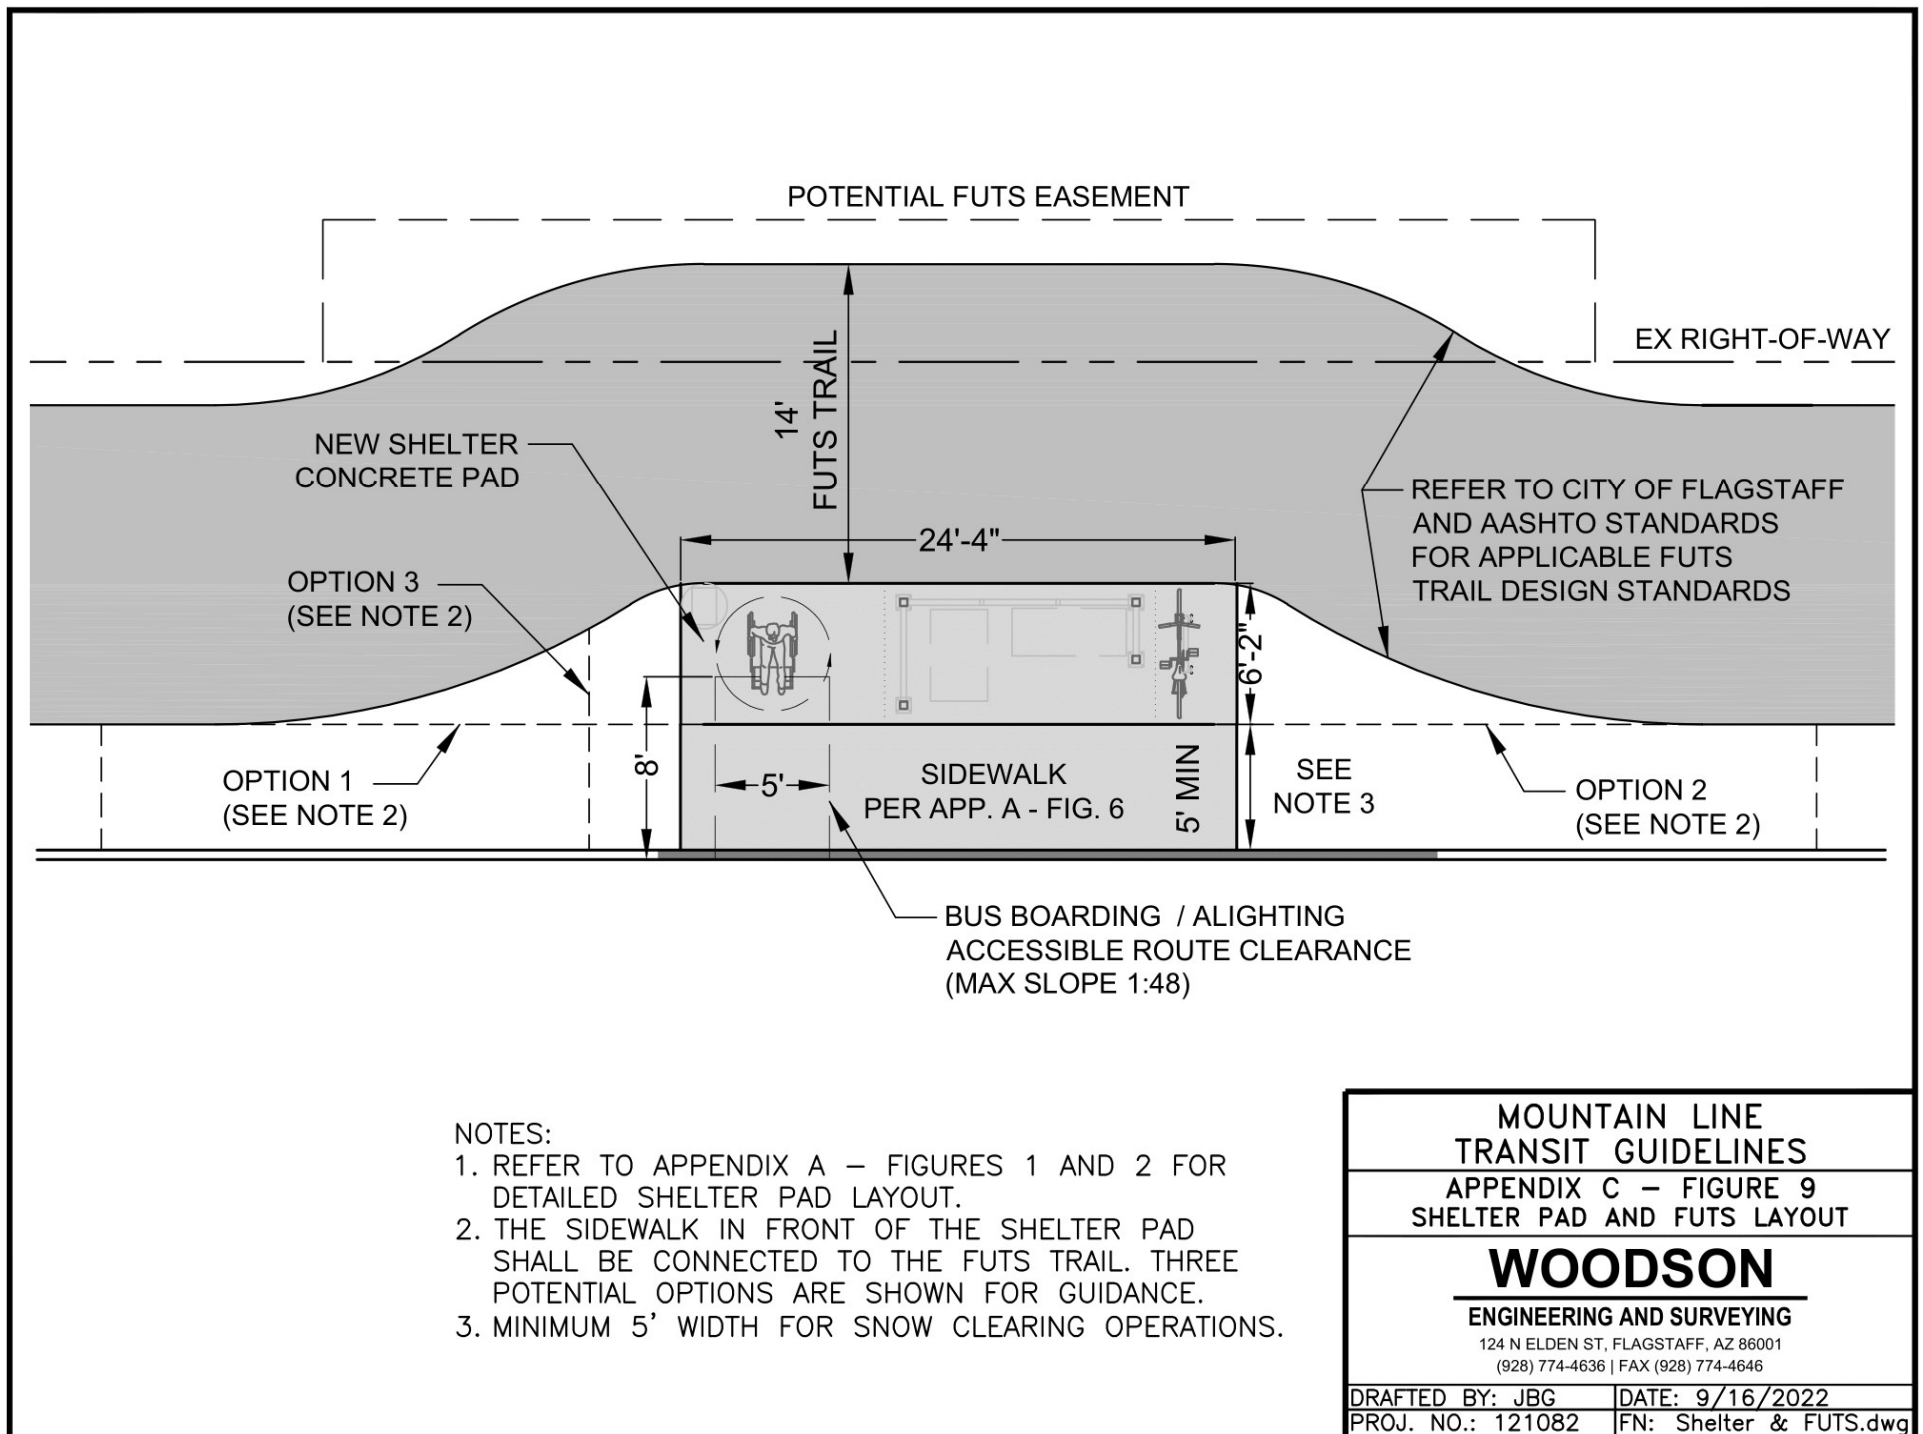 POTENTIAL FUTS EASEMENT
EX RIGHT-OF-WAY
14'
FUTS TRAIL
NEW SHELTER
CONCRETE PAD
REFER TO CITY OF FLAGSTAFF
AND AASHTO STANDARDS
FOR APPLICABLE FUTS
TRAIL DESIGN STANDARDS
24'-4"
OPTION 3
(SEE NOTE 2)
6'-2"
8'
5'
SIDEWALK
PER APP. A - FIG. 6
5' MIN
SEE
NOTE 3
OPTION 1
(SEE NOTE 2)
OPTION 2
(SEE NOTE 2)
BUS BOARDING / ALIGHTING
ACCESSIBLE ROUTE CLEARANCE
(MAX SLOPE 1:48)
NOTES:
1. REFER TO APPENDIX A – FIGURES 1 AND 2 FOR
DETAILED SHELTER PAD LAYOUT.
2. THE SIDEWALK IN FRONT OF THE SHELTER PAD
SHALL BE CONNECTED TO THE FUTS TRAIL. THREE
POTENTIAL OPTIONS ARE SHOWN FOR GUIDANCE.
3. MINIMUM 5' WIDTH FOR SNOW CLEARING OPERATIONS.
MOUNTAIN LINE
TRANSIT GUIDELINES
APPENDIX C – FIGURE 9
SHELTER PAD AND FUTS LAYOUT
WOODSON
ENGINEERING AND SURVEYING
124 N ELDEN ST, FLAGSTAFF, AZ 86001
(928) 774-4636 | FAX (928) 774-4646
DRAFTED BY: JBG
DATE: 9/16/2022
PROJ. NO.: 121082
FN: Shelter & FUTS.dwg